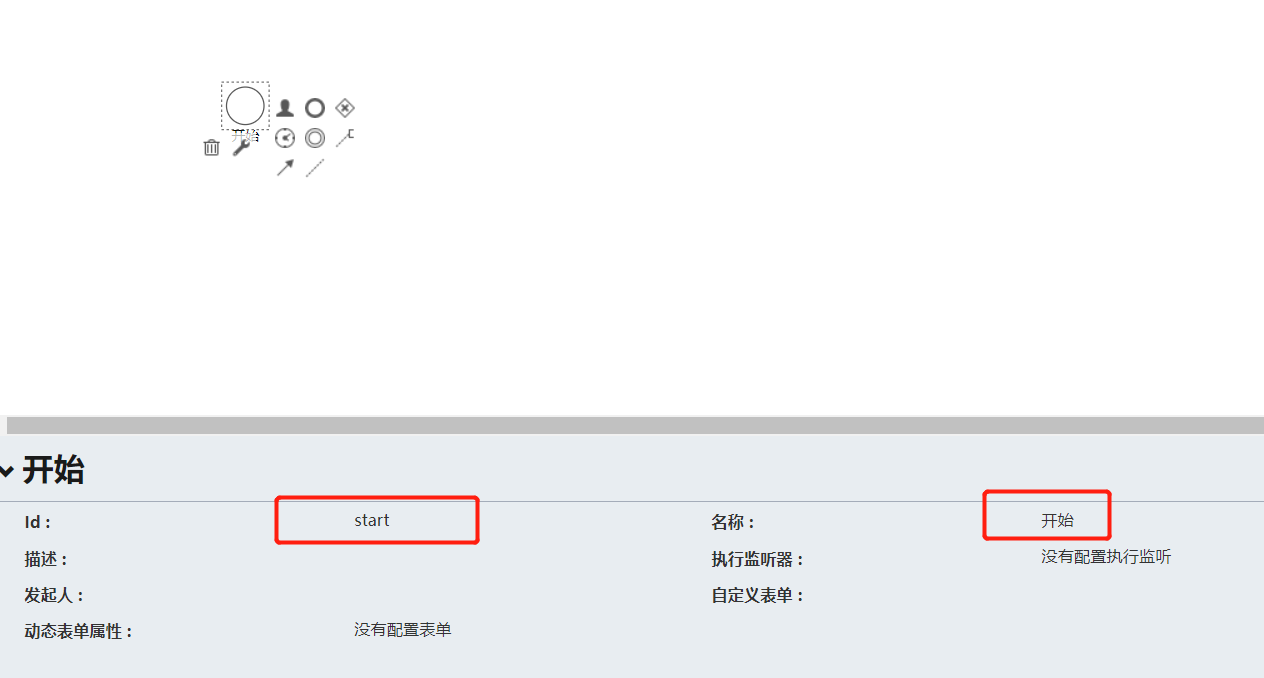 开始
开始
Id : start 名称 : 开始
描述 : 执行监听器 : 没有配置执行监听
发起人 : 自定义表单 :
动态表单属性 : 没有配置表单